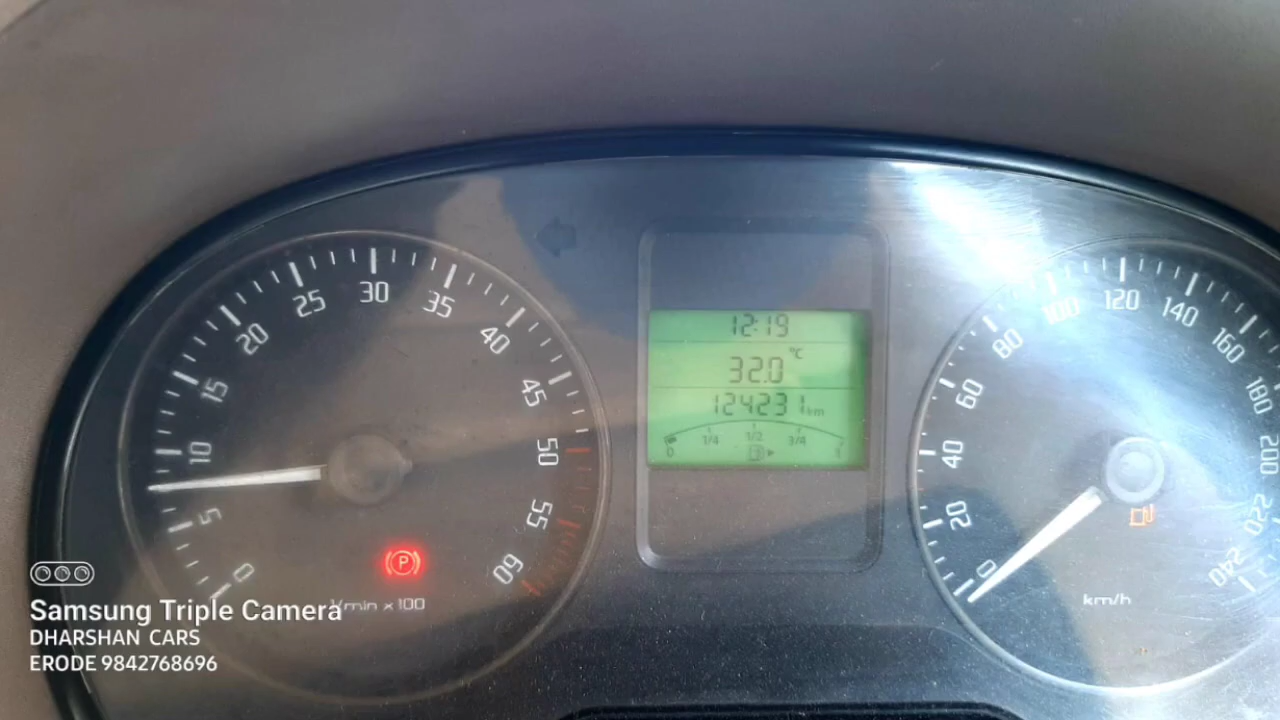 0 5 10 15 20 25 30 35 40 45 50 55 60
P
1/min x 100
12:19
32.0 °C
124231 km
0 1/4 1/2 3/4 1
0 20 40 60 80 100 120 140 160 180 200 220 240
km/h
Samsung Triple Camera
DHARSHAN CARS
ERODE 9842768696